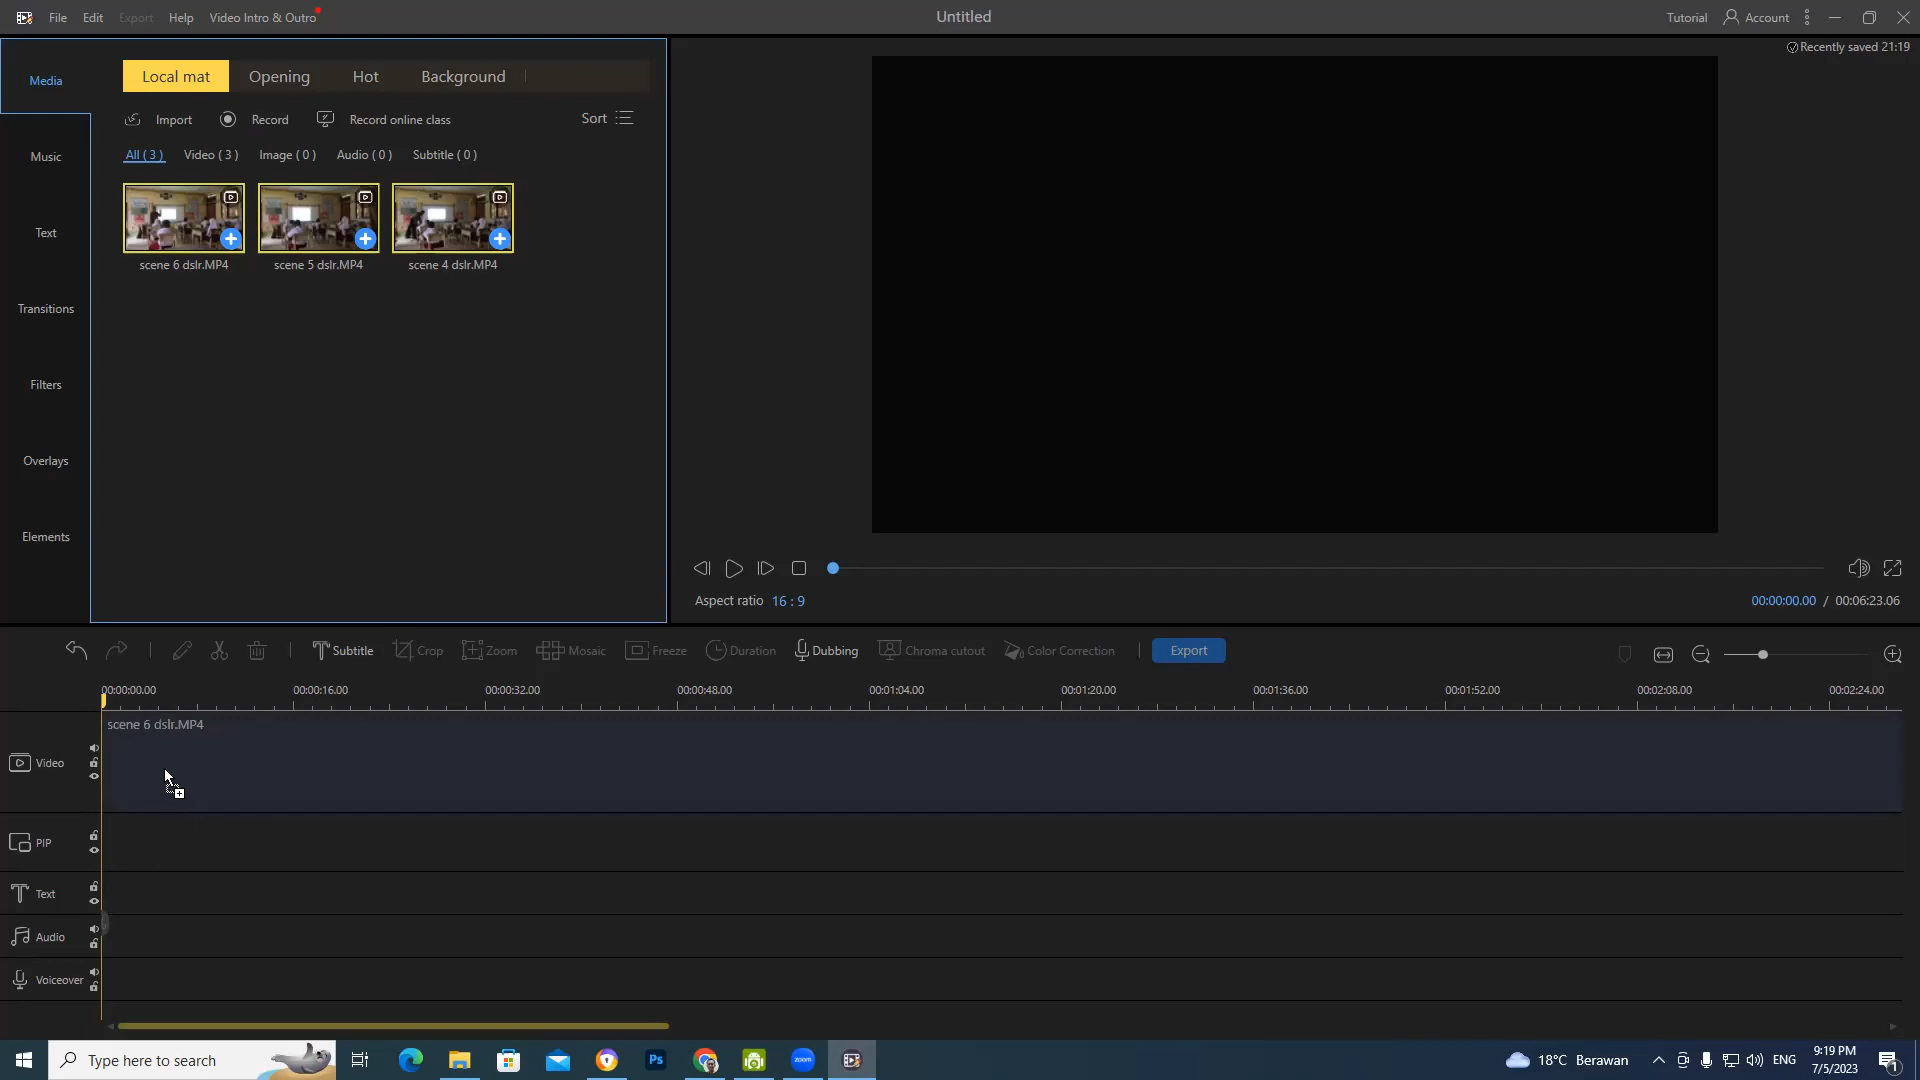 File Edit Export Help Video Intro & Outro
Untitled
Tutorial Account
Recently saved 21:19
Media
Music
Text
Transitions
Filters
Overlays
Elements
Local mat Opening Hot Background
Import Record Record online class Sort
All ( 3 ) Video ( 3 ) Image ( 0 ) Audio ( 0 ) Subtitle ( 0 )
scene 6 dslr.MP4 scene 5 dslr.MP4 scene 4 dslr.MP4
Aspect ratio 16 : 9
00:00:00.00 / 00:06:23.06
Subtitle Crop Zoom Mosaic Freeze Duration Dubbing Chroma cutout Color Correction Export
00:00:00.00 00:00:16.00 00:00:32.00 00:00:48.00 00:01:04.00 00:01:20.00 00:01:36.00 00:01:52.00 00:02:08.00 00:02:24.00
scene 6 dslr.MP4
Video
PIP
Text
Audio
Voiceover
Type here to search
Ps
zoom
18°C Berawan
ENG
9:19 PM
7/5/2023
1